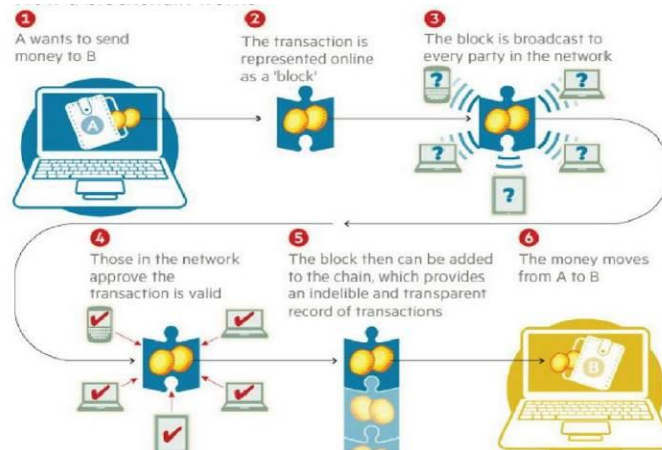 1
A wants to send
money to B
2
The transaction is
represented online
as a 'block'
3
The block is broadcast to
every party in the network
A
?
?
?
?
?
4
Those in the network
approve the
transaction is valid
5
The block then can be added
to the chain, which provides
an indelible and transparent
record of transactions
6
The money moves
from A to B
B